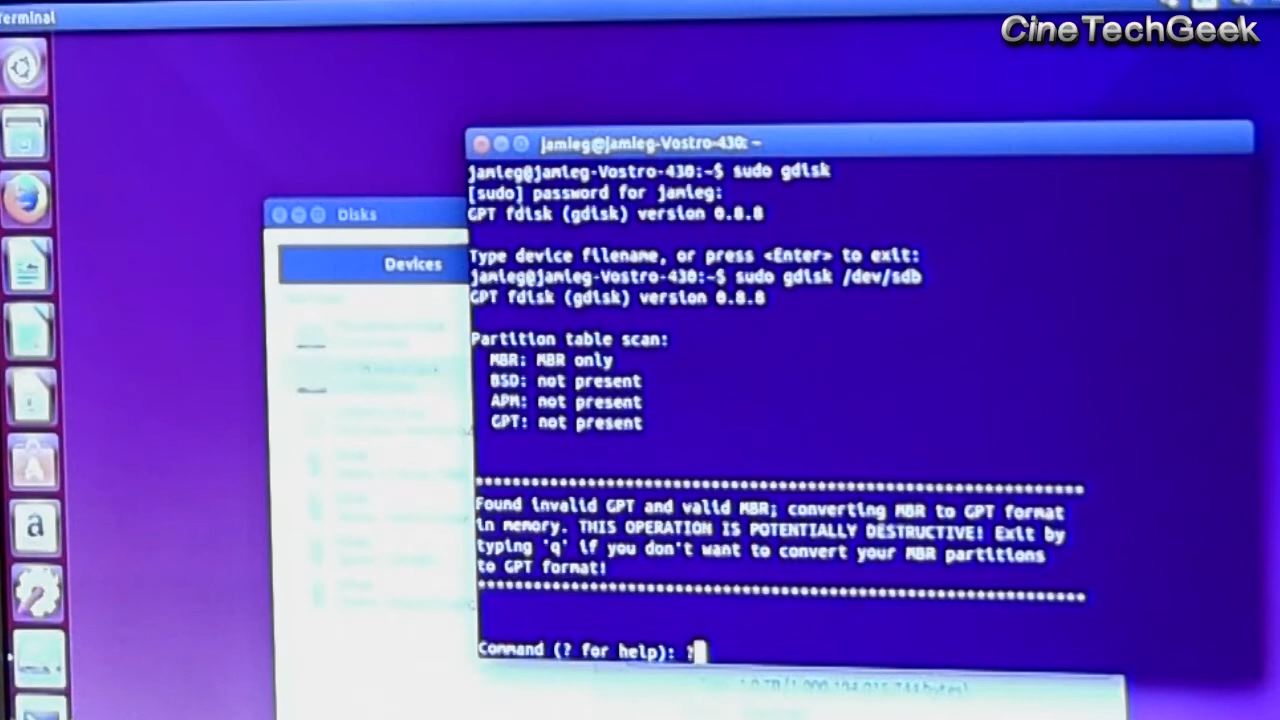 Terminal
CineTechGeek
jamleg@jamleg-Vostro-430: ~
jamleg@jamleg-Vostro-430:~$ sudo gdisk
[sudo] password for jamleg:
GPT fdisk (gdisk) version 0.8.8
Type device filename, or press <Enter> to exit:
jamleg@jamleg-Vostro-430:~$ sudo gdisk /dev/sdb
GPT fdisk (gdisk) version 0.8.8
Partition table scan:
MBR: MBR only
BSD: not present
APM: not present
GPT: not present
***************************************************************
Found invalid GPT and valid MBR; converting MBR to GPT format
in memory. THIS OPERATION IS POTENTIALLY DESTRUCTIVE! Exit by
typing 'q' if you don't want to convert your MBR partitions
to GPT format!
***************************************************************
Command (? for help): ?
Disks
Devices
a